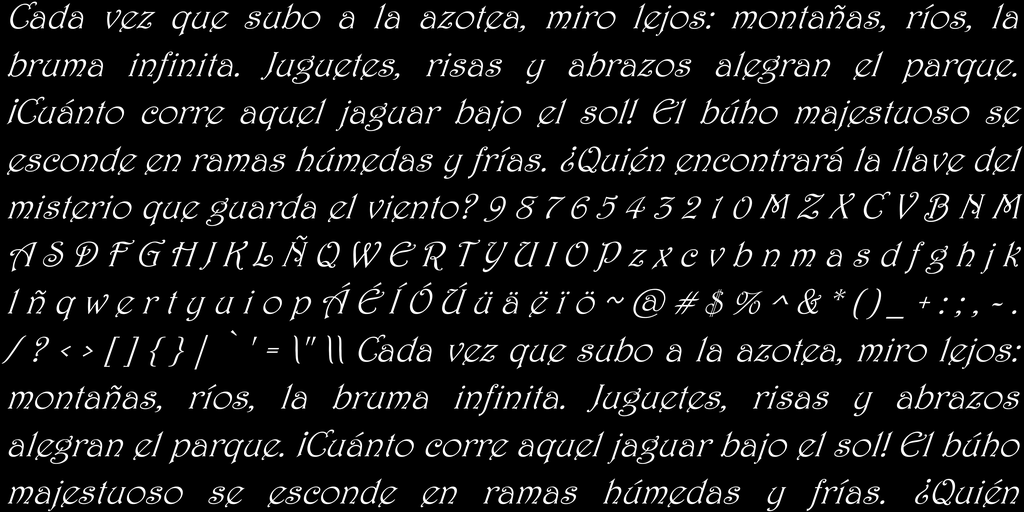 Cada vez que subo a la azotea, miro lejos: montañas, ríos, la
bruma infinita. Juguetes, risas y abrazos alegran el parque.
¡Cuánto corre aquel jaguar bajo el sol! El búho majestuoso se
esconde en ramas húmedas y frías. ¿Quién encontrará la llave del
misterio que guarda el viento? 9 8 7 6 5 4 3 2 1 0 M Z X C V B N M
A S D F G H J K L Ñ Q W E R T Y U I O P z x c v b n m a s d f g h j k
l ñ q w e r t y u i o p Á É Í Ó Ú ü ä ë ï ö ~ @ # $ % ^ & * ( ) _ + : ; , - .
/ ? < > [ ] { } | ` ' = \" \\ Cada vez que subo a la azotea, miro lejos:
montañas, ríos, la bruma infinita. Juguetes, risas y abrazos
alegran el parque. ¡Cuánto corre aquel jaguar bajo el sol! El búho
majestuoso se esconde en ramas húmedas y frías. ¿Quién